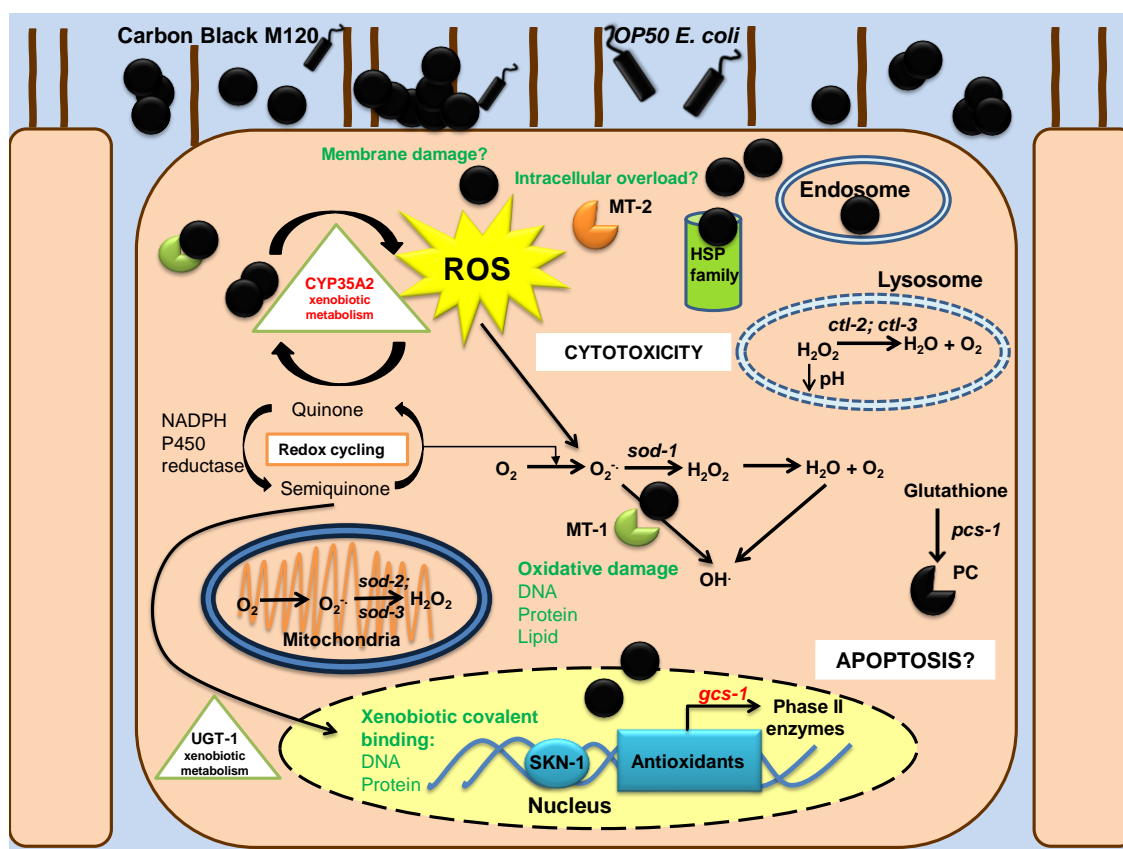 Carbon Black M120
OP50 E. coli
Membrane damage?
Intracellular overload?
MT-2
Endosome
HSP
family
ROS
CYP35A2
xenobiotic
metabolism
Lysosome
ctl-2; ctl-3
H₂O₂
H₂O + O₂
pH
CYTOTOXICITY
NADPH
P450
reductase
Quinone
Redox cycling
Semiquinone
O₂
O₂⁻·
sod-1
H₂O₂
H₂O + O₂
MT-1
OH·
Glutathione
pcs-1
PC
sod-2;
O₂
O₂⁻·
H₂O₂
sod-3
Mitochondria
Oxidative damage
DNA
Protein
Lipid
APOPTOSIS?
UGT-1
xenobiotic
metabolism
Xenobiotic covalent
binding:
DNA
Protein
gcs-1
Phase II
enzymes
SKN-1
Antioxidants
Nucleus